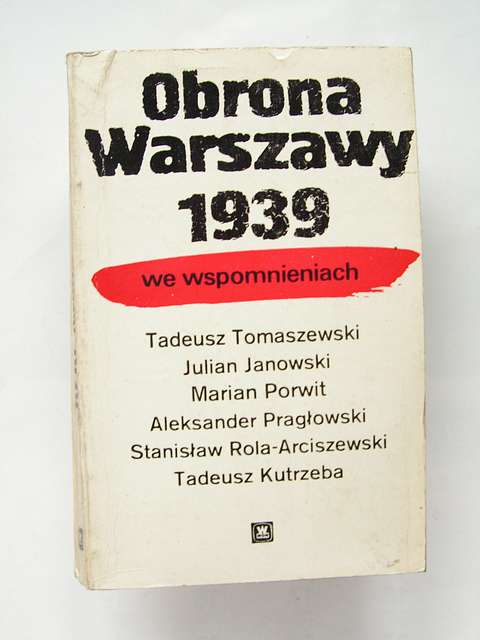 Obrona
Warszawy
1939
we wspomnieniach
Tadeusz Tomaszewski
Julian Janowski
Marian Porwit
Aleksander Pragłowski
Stanisław Rola-Arciszewski
Tadeusz Kutrzeba